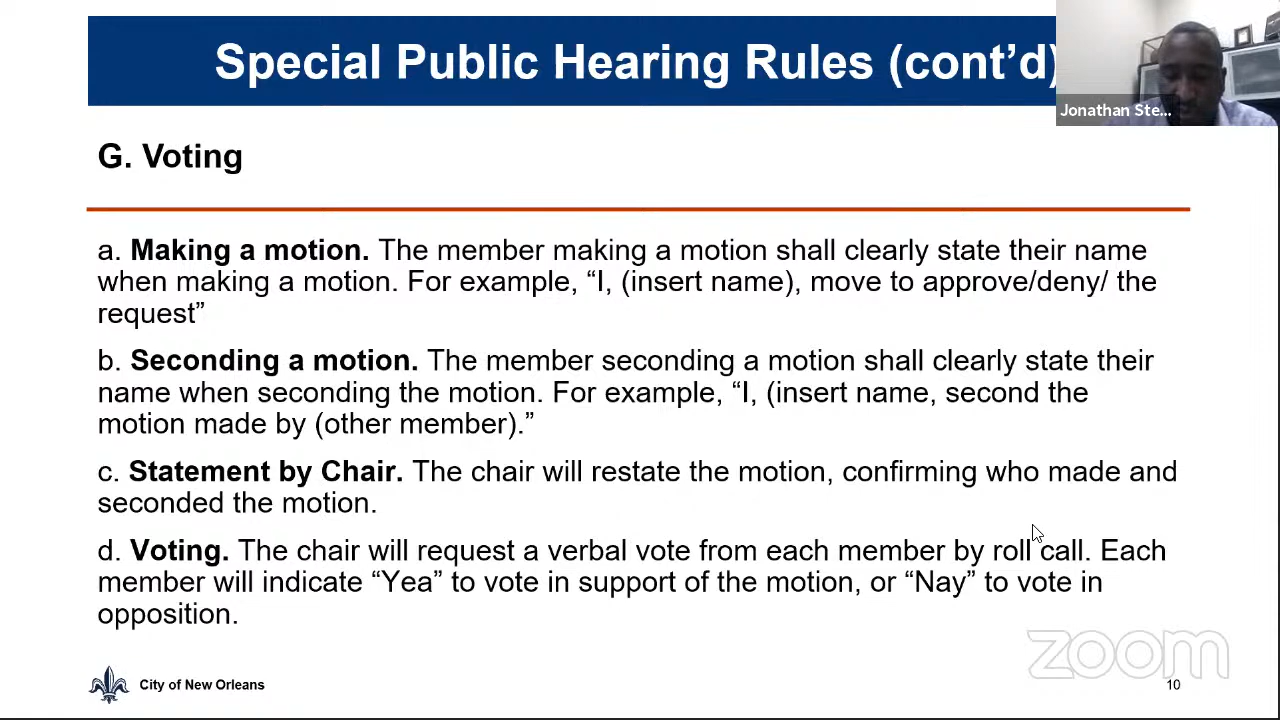 Special Public Hearing Rules (cont’d)
Jonathan Ste...
G. Voting
a. Making a motion. The member making a motion shall clearly state their name
when making a motion. For example, “I, (insert name), move to approve/deny/ the
request”
b. Seconding a motion. The member seconding a motion shall clearly state their
name when seconding the motion. For example, “I, (insert name, second the
motion made by (other member).”
c. Statement by Chair. The chair will restate the motion, confirming who made and
seconded the motion.
d. Voting. The chair will request a verbal vote from each member by roll call. Each
member will indicate “Yea” to vote in support of the motion, or “Nay” to vote in
opposition.
zoom
City of New Orleans
10